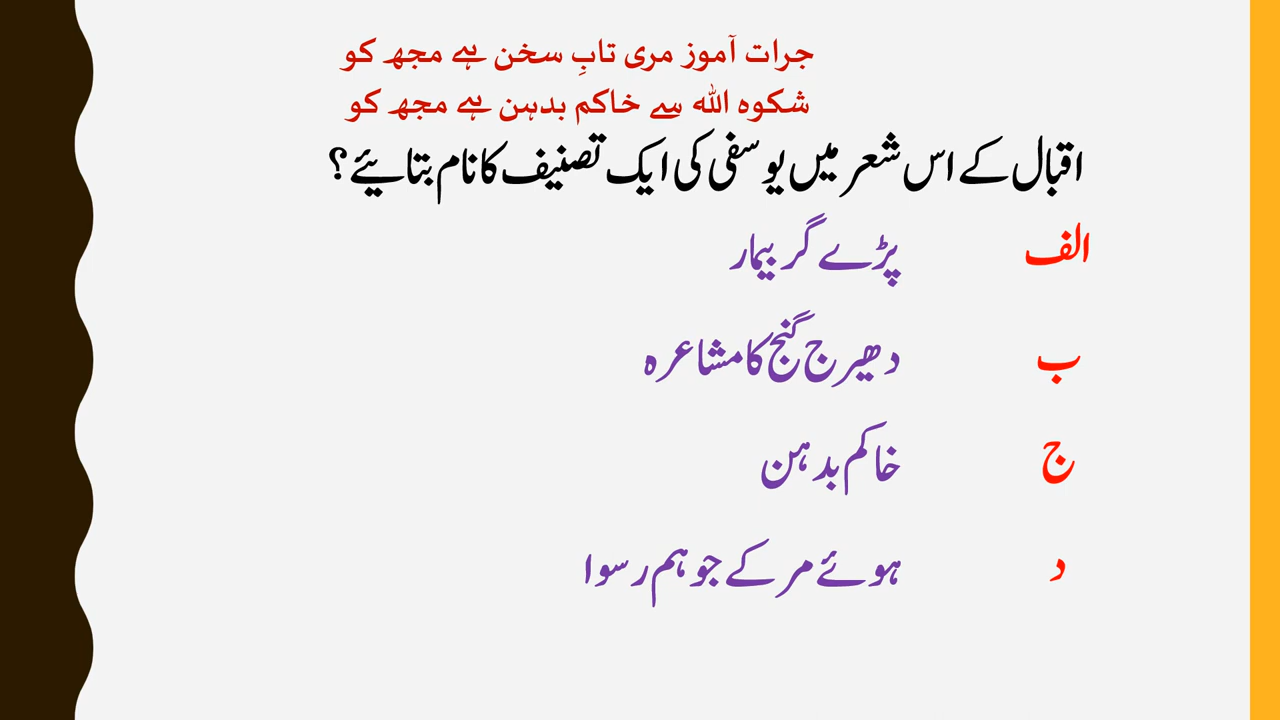 جرات آموز مری تابِ سخن ہے مجھ کو
شکوہ اللہ سے خاکم بدہن ہے مجھ کو
اقبال کے اس شعر میں یوسفی کی ایک تصنیف کا نام بتائیے؟
الف پڑے گر بیمار
ب دھیرج گنج کا مشاعرہ
ج خاکم بدہن
د ہوئے مر کے جو ہم رسوا